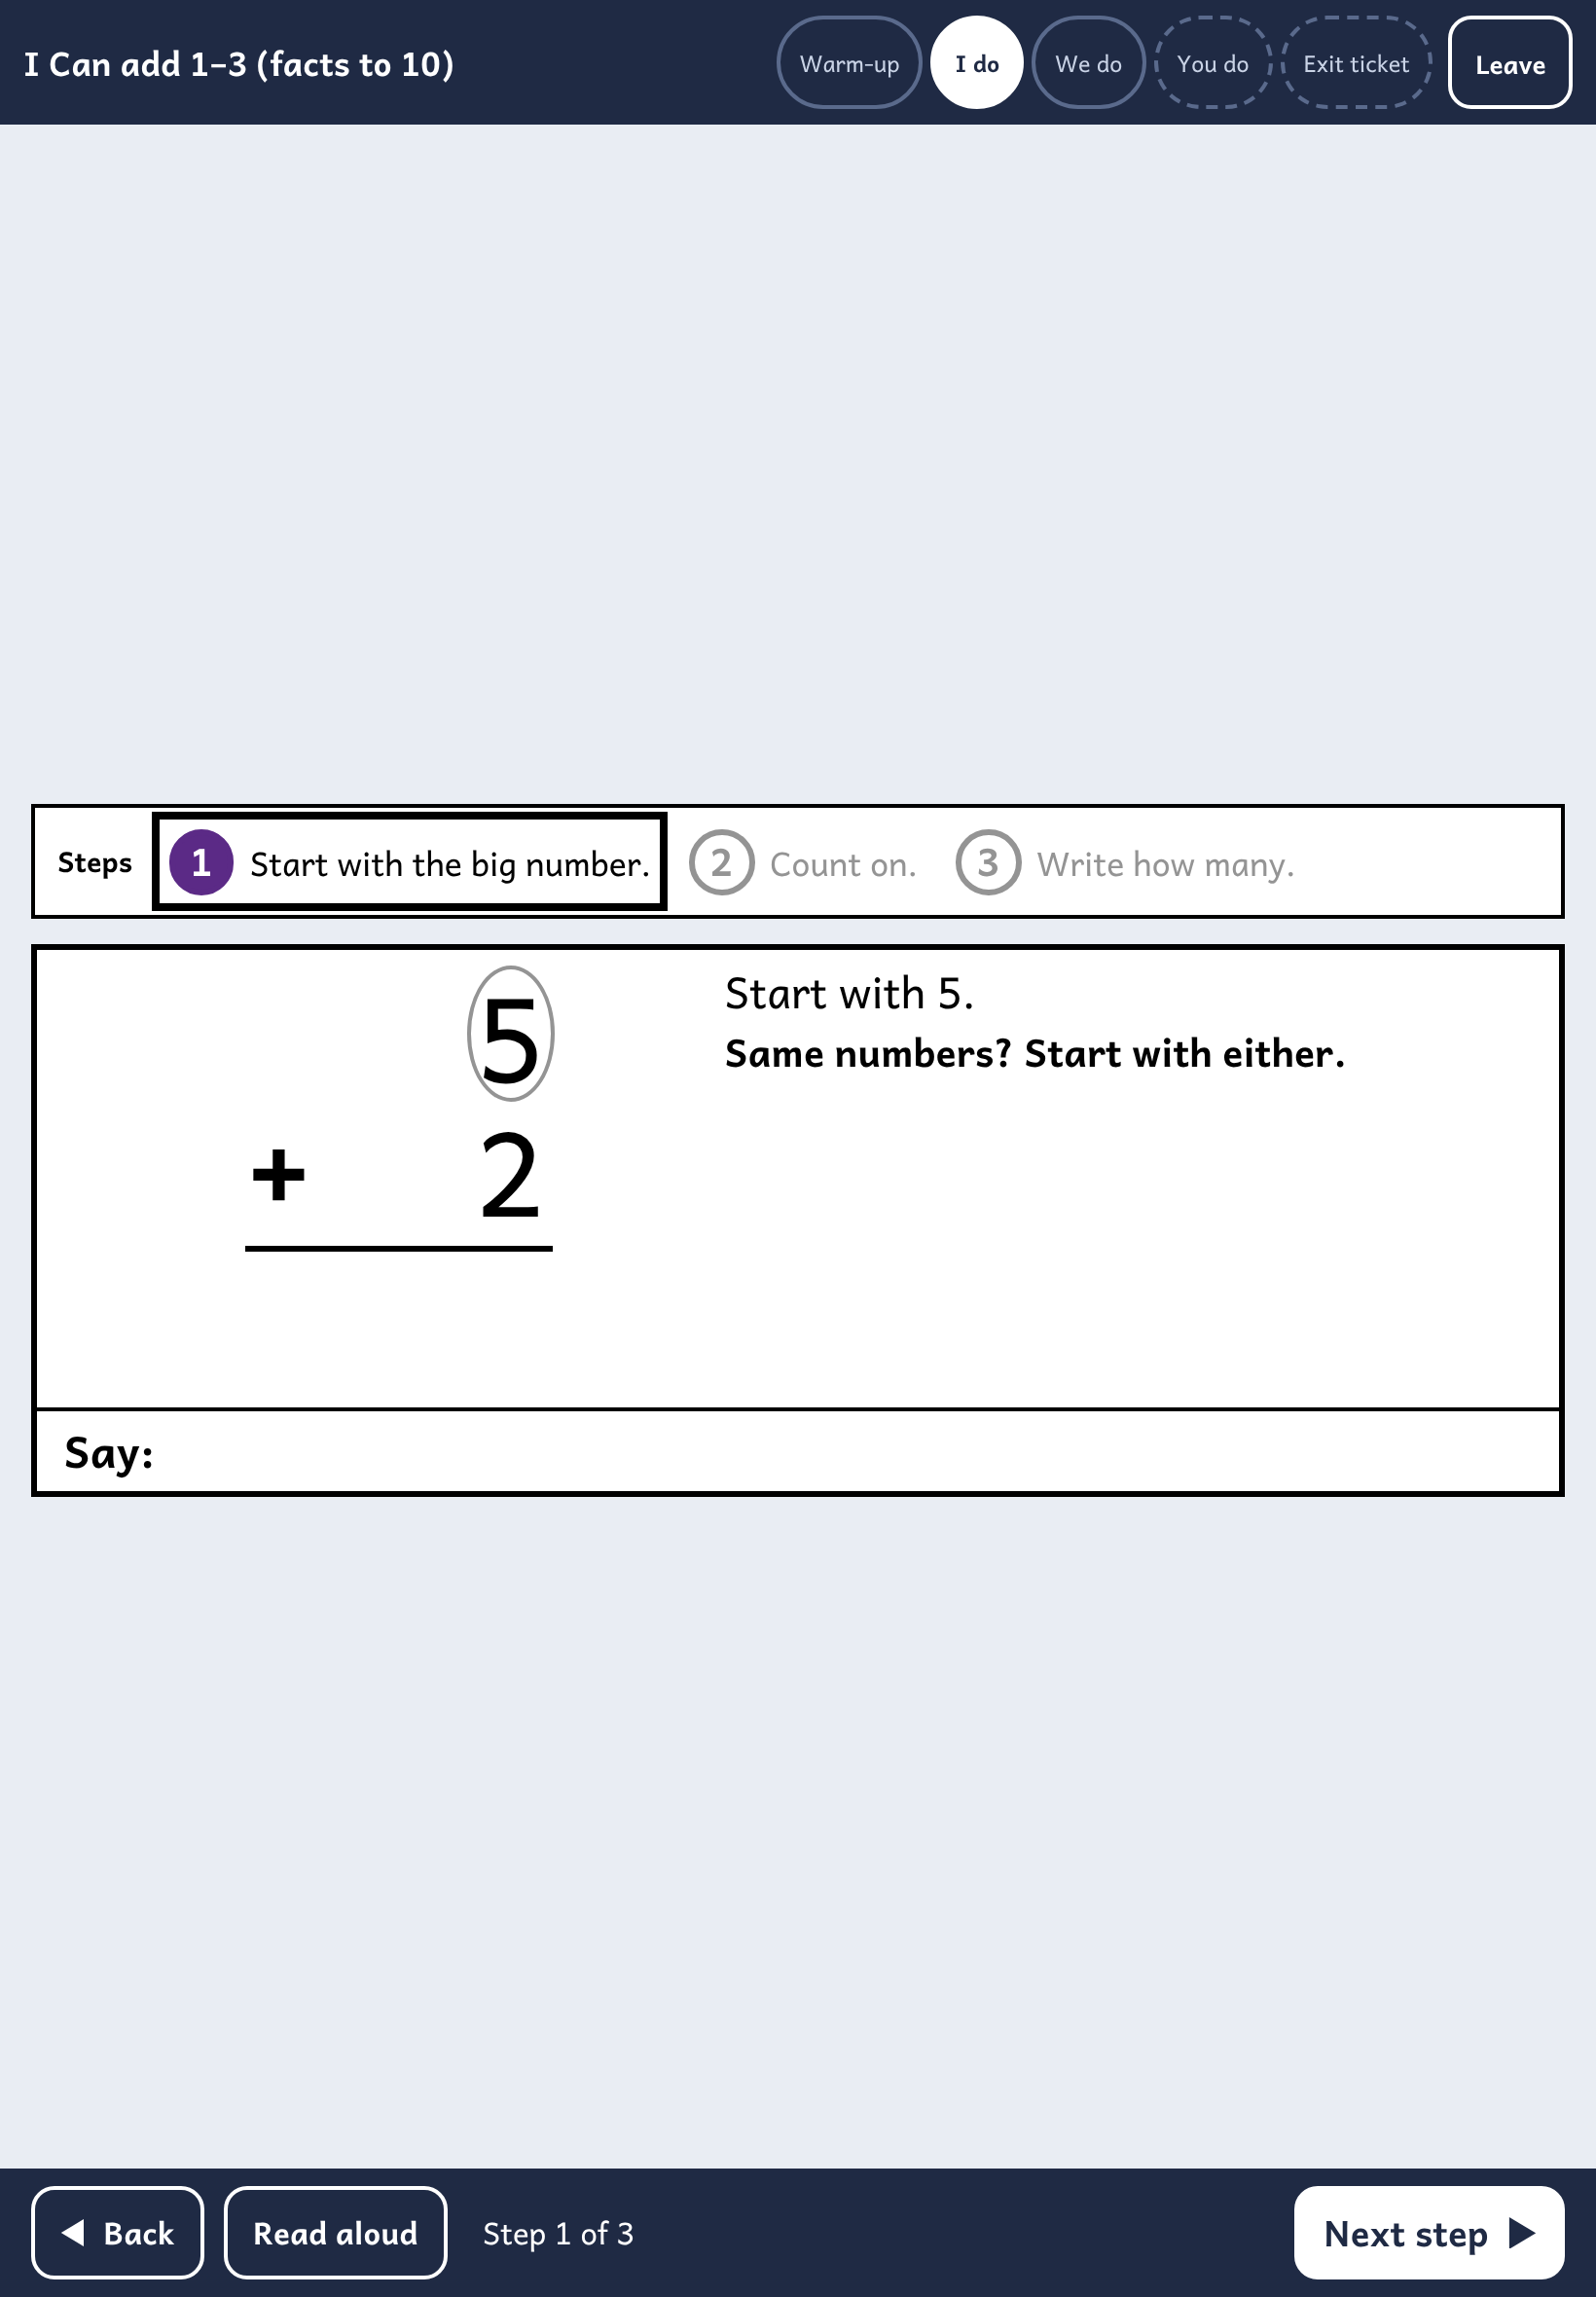 I Can add 1–3 (facts to 10)
Warm-up
I do
We do
You do
Exit ticket
Leave
Steps
1 Start with the big number.
2 Count on.
3 Write how many.
5
+ 2
Start with 5.
Same numbers? Start with either.
Say:
◀ Back
Read aloud
Step 1 of 3
Next step ▶